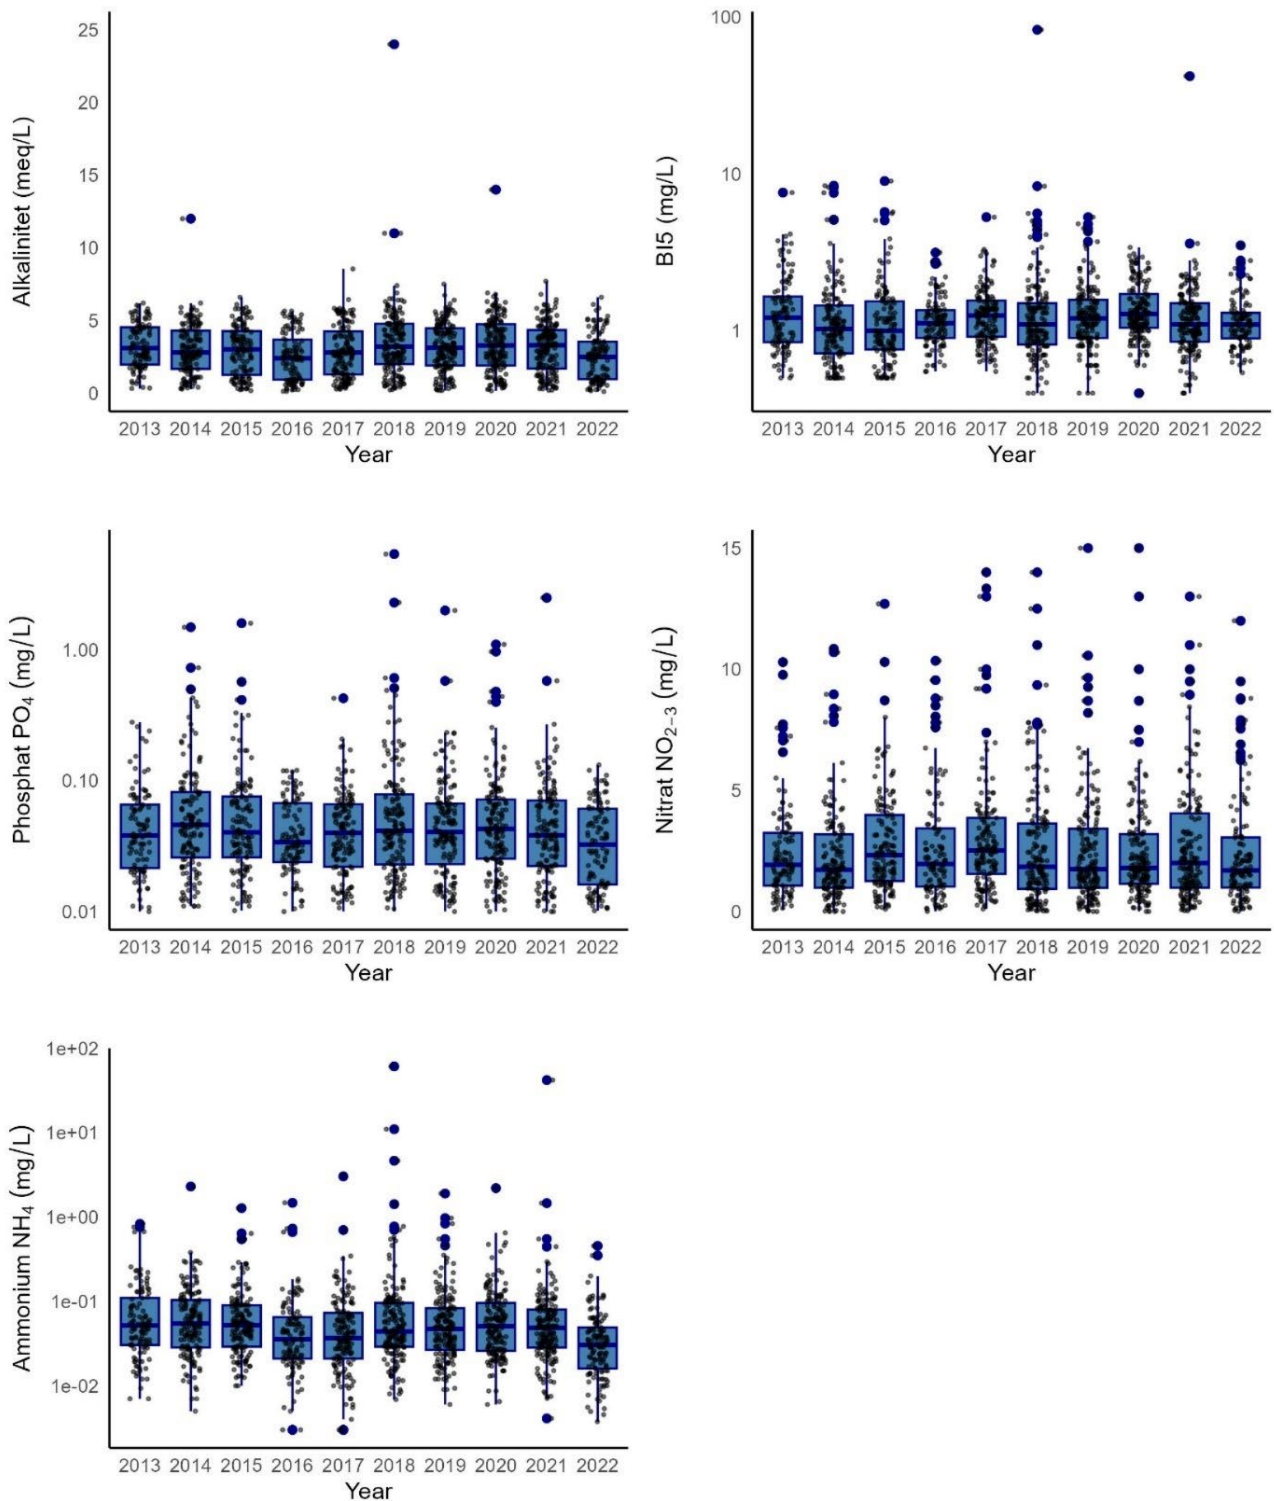 Alkalinitet (meq/L)
25
20
15
10
5
0
2013 2014 2015 2016 2017 2018 2019 2020 2021 2022
Year
BI5 (mg/L)
100
10
1
2013 2014 2015 2016 2017 2018 2019 2020 2021 2022
Year
Phosphat PO₄ (mg/L)
1.00
0.10
0.01
2013 2014 2015 2016 2017 2018 2019 2020 2021 2022
Year
Nitrat NO₂₋₃ (mg/L)
15
10
5
0
2013 2014 2015 2016 2017 2018 2019 2020 2021 2022
Year
Ammonium NH₄ (mg/L)
1e+02
1e+01
1e+00
1e-01
1e-02
2013 2014 2015 2016 2017 2018 2019 2020 2021 2022
Year